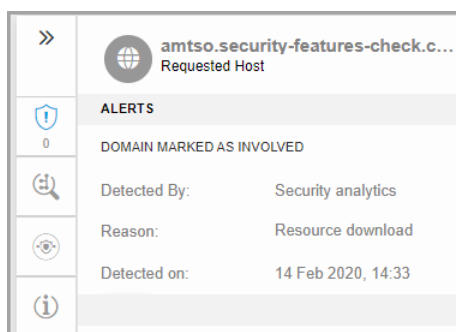 amtso.security-features-check.c...
Requested Host
ALERTS
0
DOMAIN MARKED AS INVOLVED
Detected By: Security analytics
Reason: Resource download
Detected on: 14 Feb 2020, 14:33